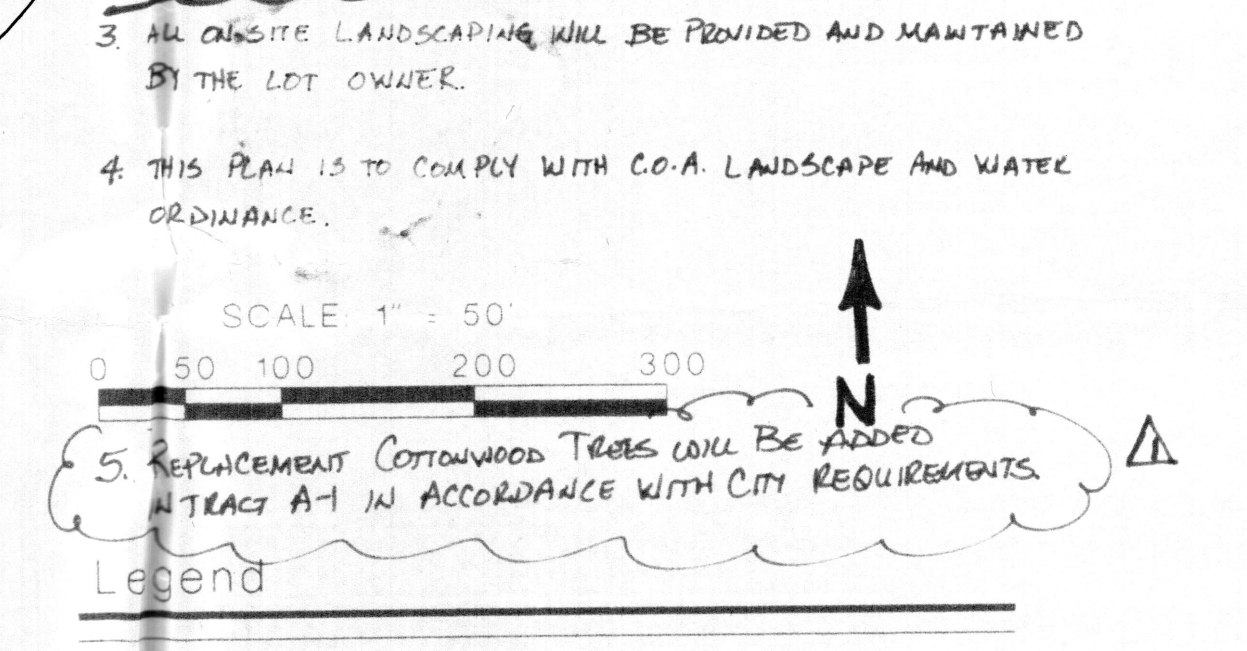 3. ALL ON-SITE LANDSCAPING WILL BE PROVIDED AND MAINTAINED
BY THE LOT OWNER.
4. THIS PLAN IS TO COMPLY WITH C.O.A. LANDSCAPE AND WATER
ORDINANCE.
SCALE: 1" = 50'
0 50 100 200 300
N
5. REPLACEMENT COTTONWOOD TREES WILL BE ADDED
IN TRACT A-1 IN ACCORDANCE WITH CITY REQUIREMENTS.
1
Legend